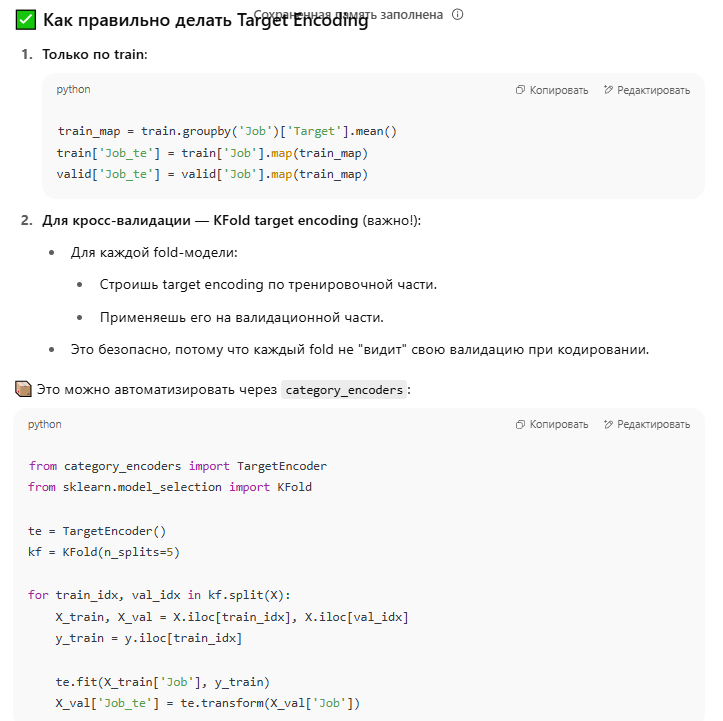 Сохраненная память заполнена
✅ Как правильно делать Target Encoding
1. Только по train:
python
Копировать
Редактировать
train_map = train.groupby('Job')['Target'].mean()
train['Job_te'] = train['Job'].map(train_map)
valid['Job_te'] = valid['Job'].map(train_map)
2. Для кросс-валидации — KFold target encoding (важно!):
• Для каждой fold-модели:
• Строишь target encoding по тренировочной части.
• Применяешь его на валидационной части.
• Это безопасно, потому что каждый fold не "видит" свою валидацию при кодировании.
📦 Это можно автоматизировать через category_encoders:
python
Копировать
Редактировать
from category_encoders import TargetEncoder
from sklearn.model_selection import KFold
te = TargetEncoder()
kf = KFold(n_splits=5)
for train_idx, val_idx in kf.split(X):
    X_train, X_val = X.iloc[train_idx], X.iloc[val_idx]
    y_train = y.iloc[train_idx]
    te.fit(X_train['Job'], y_train)
    X_val['Job_te'] = te.transform(X_val['Job'])